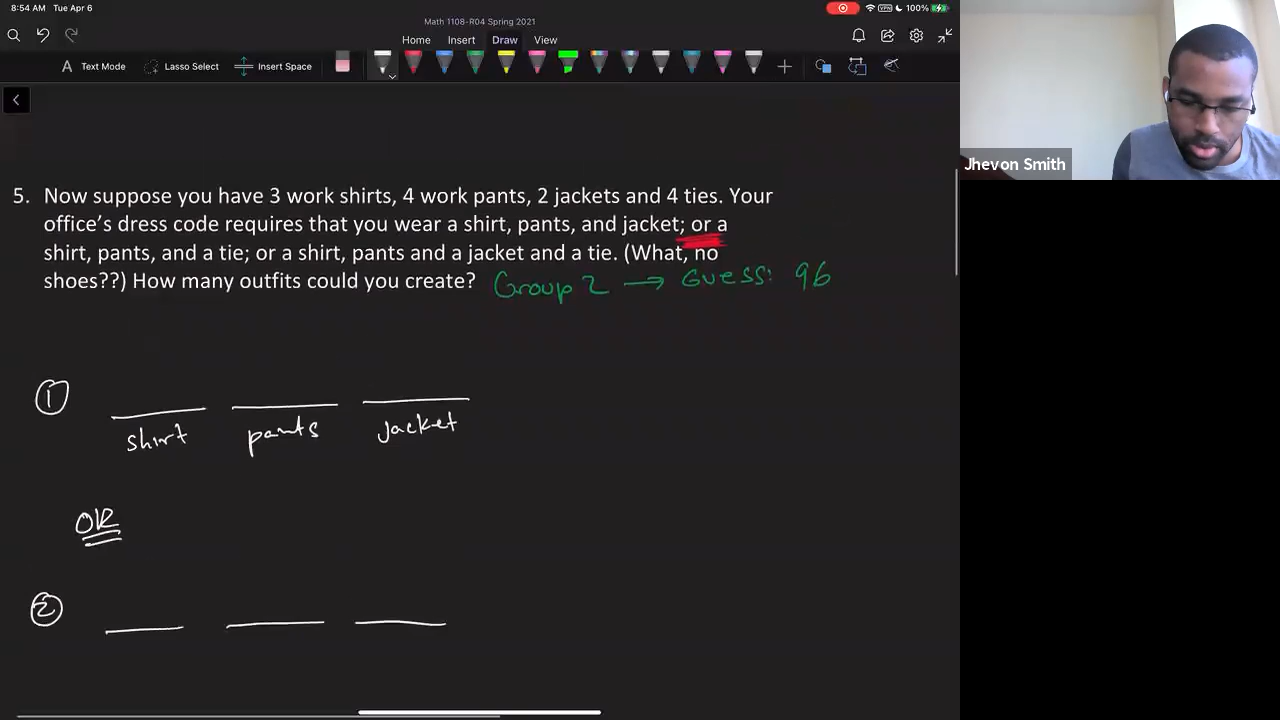 8:54 AM Tue Apr 6
VPN 100%
Math 1108-R04 Spring 2021
Home Insert Draw View
A Text Mode Lasso Select Insert Space
5. Now suppose you have 3 work shirts, 4 work pants, 2 jackets and 4 ties. Your
office’s dress code requires that you wear a shirt, pants, and jacket; or a
shirt, pants, and a tie; or a shirt, pants and a jacket and a tie. (What, no
shoes??) How many outfits could you create? Group 2 → Guess: 96
Jhevon Smith
①
shirt pants jacket
OR
②